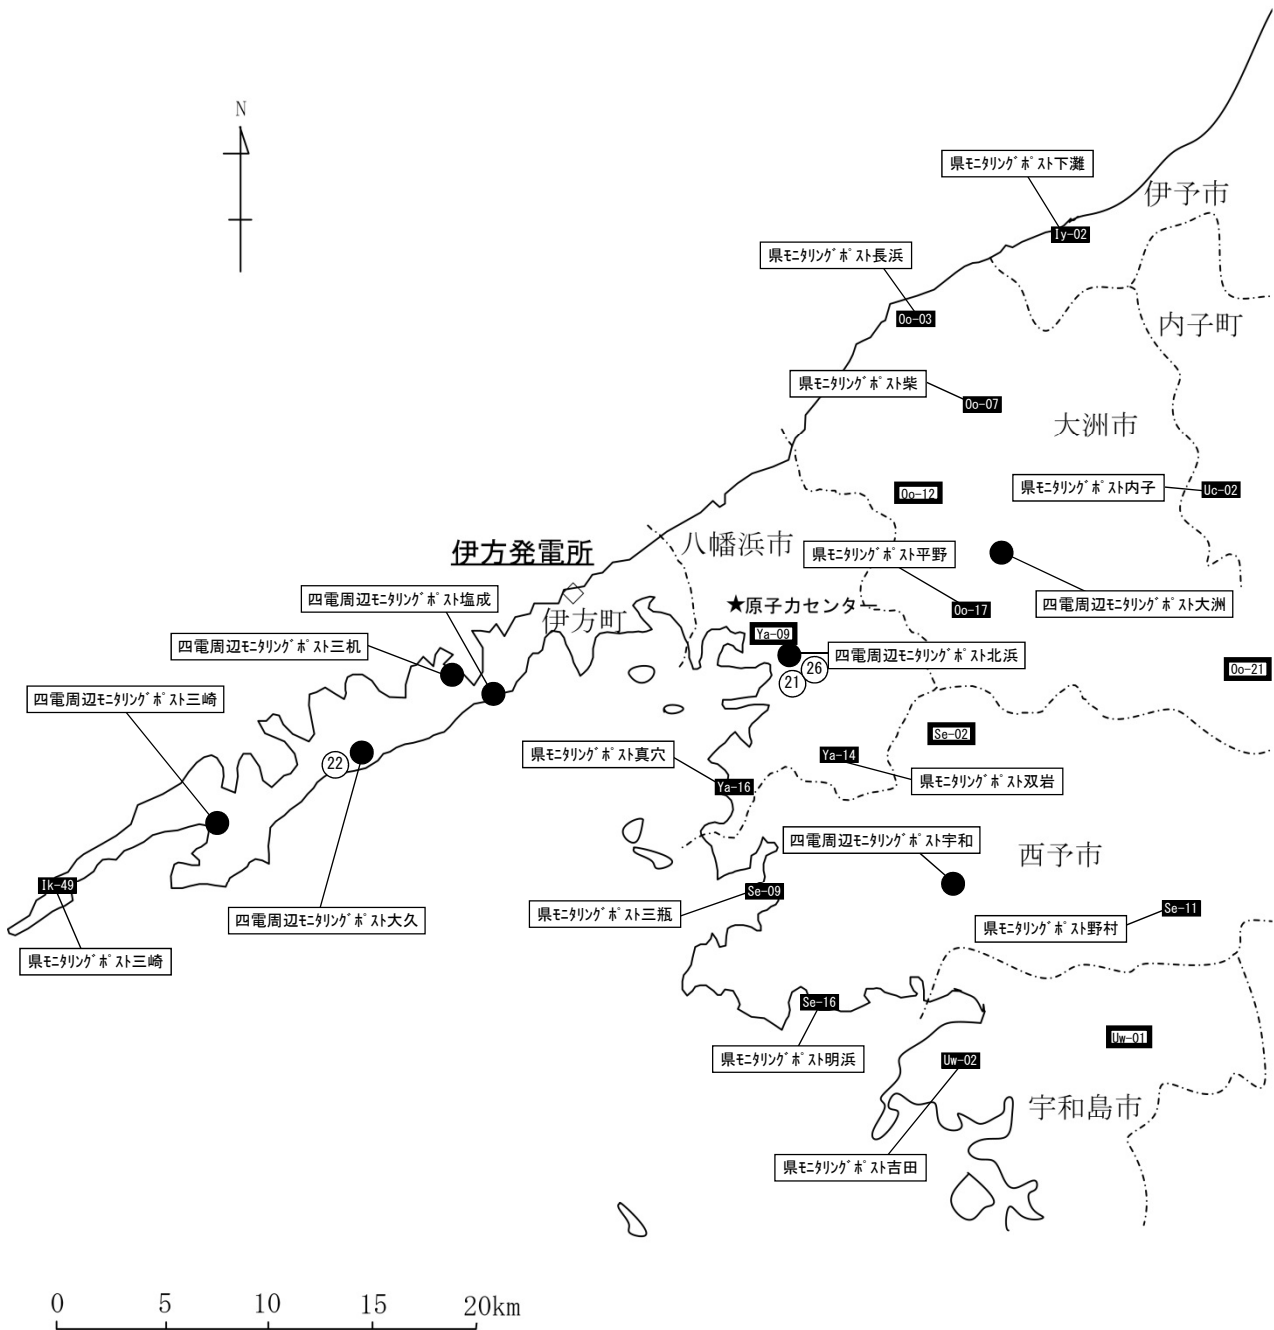 N
県ﾓﾆﾀﾘﾝｸﾞﾎﾟｽﾄ下灘
伊予市
Iy-02
県ﾓﾆﾀﾘﾝｸﾞﾎﾟｽﾄ長浜
Oo-03
内子町
県ﾓﾆﾀﾘﾝｸﾞﾎﾟｽﾄ柴
Oo-07
大洲市
県ﾓﾆﾀﾘﾝｸﾞﾎﾟｽﾄ内子
Uc-02
Oo-12
伊方発電所
八幡浜市
県ﾓﾆﾀﾘﾝｸﾞﾎﾟｽﾄ平野
四電周辺ﾓﾆﾀﾘﾝｸﾞﾎﾟｽﾄ塩成
★原子力センター
Oo-17
四電周辺ﾓﾆﾀﾘﾝｸﾞﾎﾟｽﾄ大洲
伊方町
Ya-09
四電周辺ﾓﾆﾀﾘﾝｸﾞﾎﾟｽﾄ三机
四電周辺ﾓﾆﾀﾘﾝｸﾞﾎﾟｽﾄ北浜
26
21
Oo-21
四電周辺ﾓﾆﾀﾘﾝｸﾞﾎﾟｽﾄ三崎
Se-02
県ﾓﾆﾀﾘﾝｸﾞﾎﾟｽﾄ真穴
Ya-14
22
県ﾓﾆﾀﾘﾝｸﾞﾎﾟｽﾄ双岩
Ya-16
四電周辺ﾓﾆﾀﾘﾝｸﾞﾎﾟｽﾄ宇和
西予市
Ik-49
Se-09
県ﾓﾆﾀﾘﾝｸﾞﾎﾟｽﾄ三瓶
Se-11
四電周辺ﾓﾆﾀﾘﾝｸﾞﾎﾟｽﾄ大久
県ﾓﾆﾀﾘﾝｸﾞﾎﾟｽﾄ野村
県ﾓﾆﾀﾘﾝｸﾞﾎﾟｽﾄ三崎
Se-16
Uw-01
県ﾓﾆﾀﾘﾝｸﾞﾎﾟｽﾄ明浜
Uw-02
宇和島市
県ﾓﾆﾀﾘﾝｸﾞﾎﾟｽﾄ吉田
0 5 10 15 20km